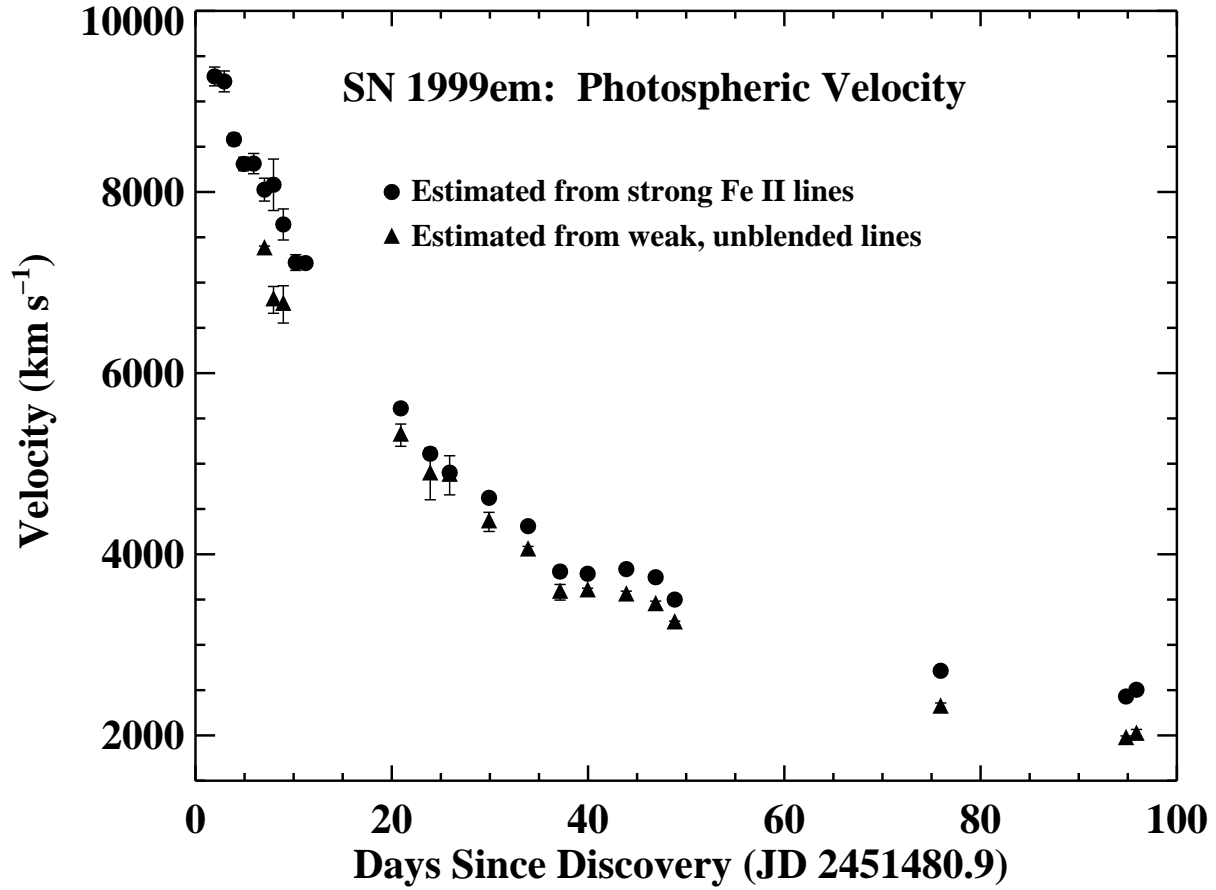 10000
8000
6000
4000
2000
Velocity (km s⁻¹)
SN 1999em: Photospheric Velocity
Estimated from strong Fe II lines
Estimated from weak, unblended lines
0 20 40 60 80 100
Days Since Discovery (JD 2451480.9)